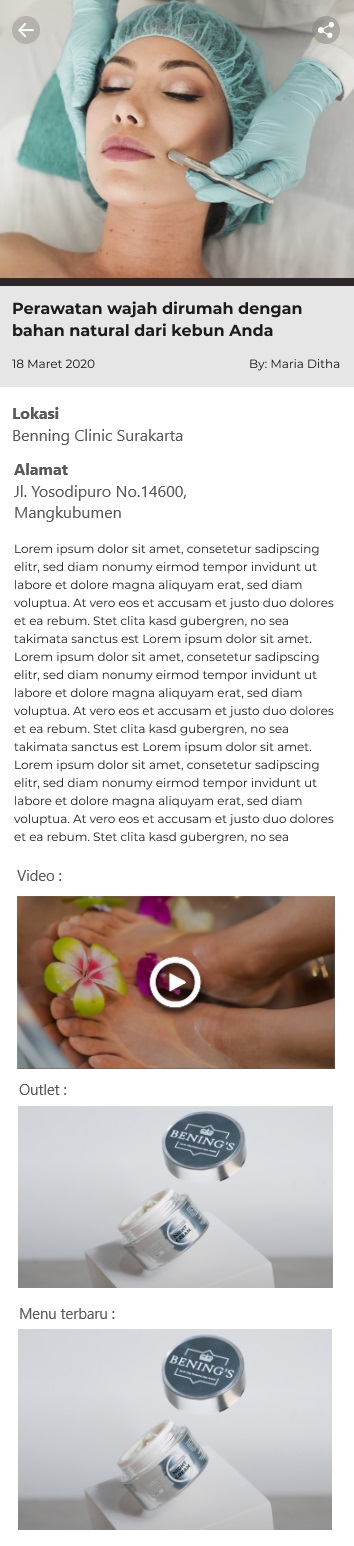 Perawatan wajah dirumah dengan
bahan natural dari kebun Anda
18 Maret 2020 By: Maria Ditha
Lokasi
Benning Clinic Surakarta
Alamat
Jl. Yosodipuro No.14600,
Mangkubumen
Lorem ipsum dolor sit amet, consetetur sadipscing
elitr, sed diam nonumy eirmod tempor invidunt ut
labore et dolore magna aliquyam erat, sed diam
voluptua. At vero eos et accusam et justo duo dolores
et ea rebum. Stet clita kasd gubergren, no sea
takimata sanctus est Lorem ipsum dolor sit amet.
Lorem ipsum dolor sit amet, consetetur sadipscing
elitr, sed diam nonumy eirmod tempor invidunt ut
labore et dolore magna aliquyam erat, sed diam
voluptua. At vero eos et accusam et justo duo dolores
et ea rebum. Stet clita kasd gubergren, no sea
takimata sanctus est Lorem ipsum dolor sit amet.
Lorem ipsum dolor sit amet, consetetur sadipscing
elitr, sed diam nonumy eirmod tempor invidunt ut
labore et dolore magna aliquyam erat, sed diam
voluptua. At vero eos et accusam et justo duo dolores
et ea rebum. Stet clita kasd gubergren, no sea
Video :
Outlet :
BENING'S
NIGHT
CREAM
Menu terbaru :
BENING'S
NIGHT
CREAM